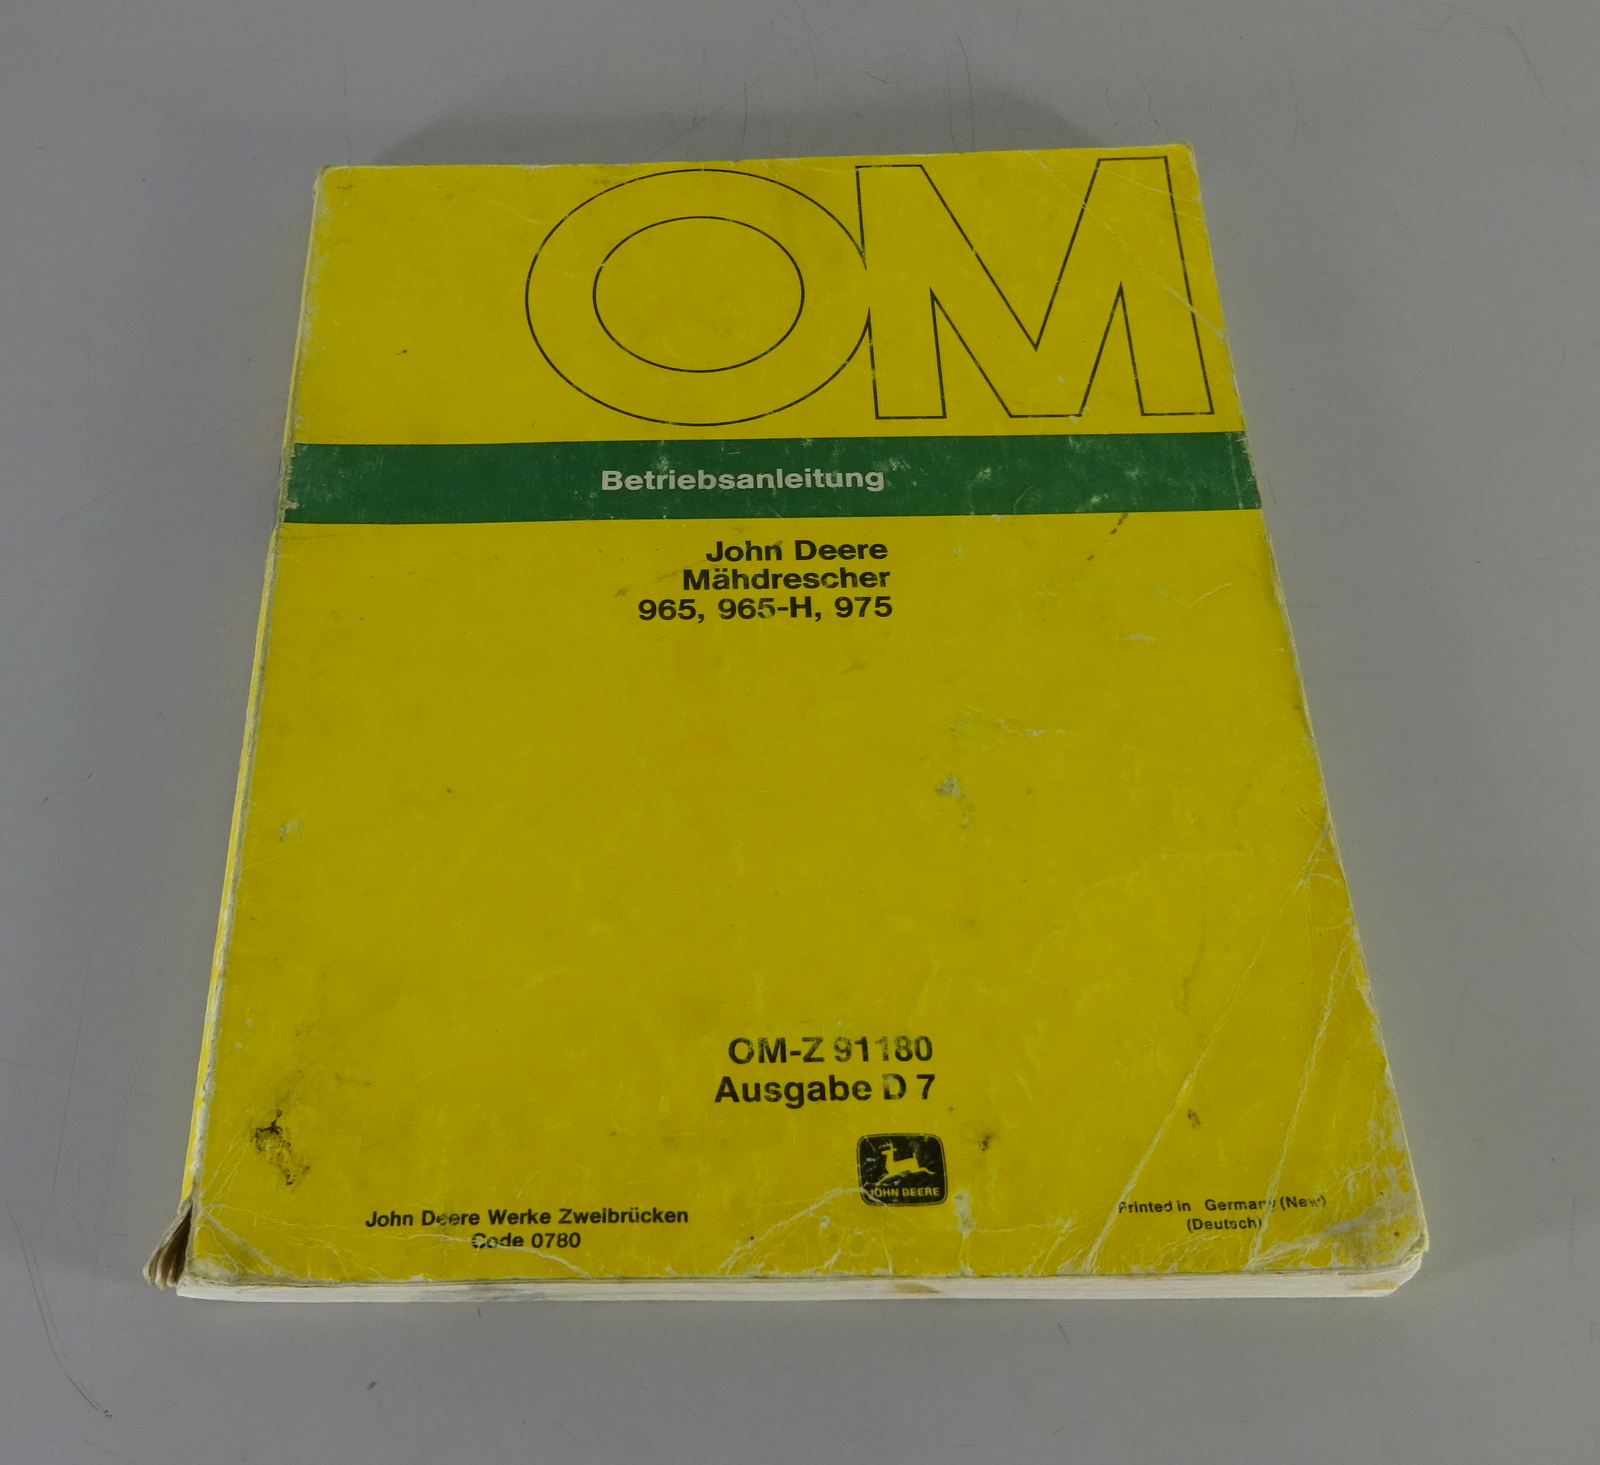 OM
Betriebsanleitung
John Deere
Mähdrescher
965, 965-H, 975
OM-Z 91180
Ausgabe D 7
JOHN DEERE
John Deere Werke Zweibrücken
Code 0780
Printed in Germany (New)
(Deutsch)